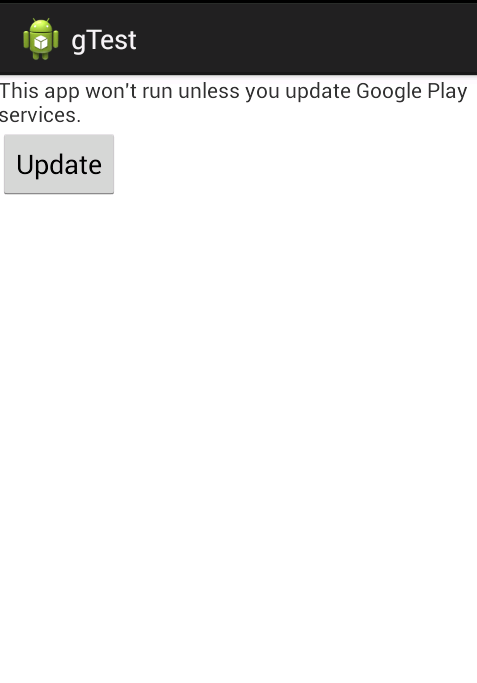 gTest
This app won't run unless you update Google Play
services.
Update